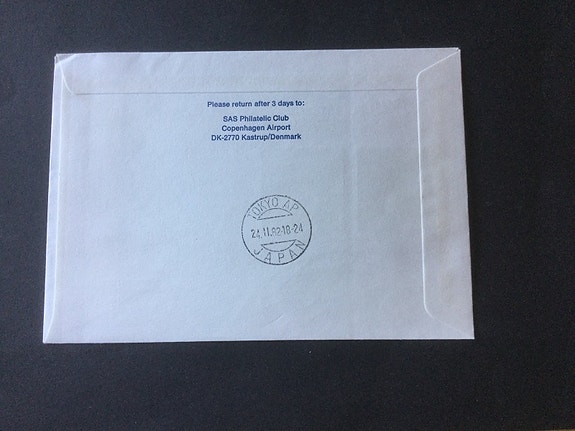 Please return after 3 days to:
SAS Philatelic Club
Copenhagen Airport
DK-2770 Kastrup/Denmark
TOKYO AP
24.11.82.18-24
JAPAN